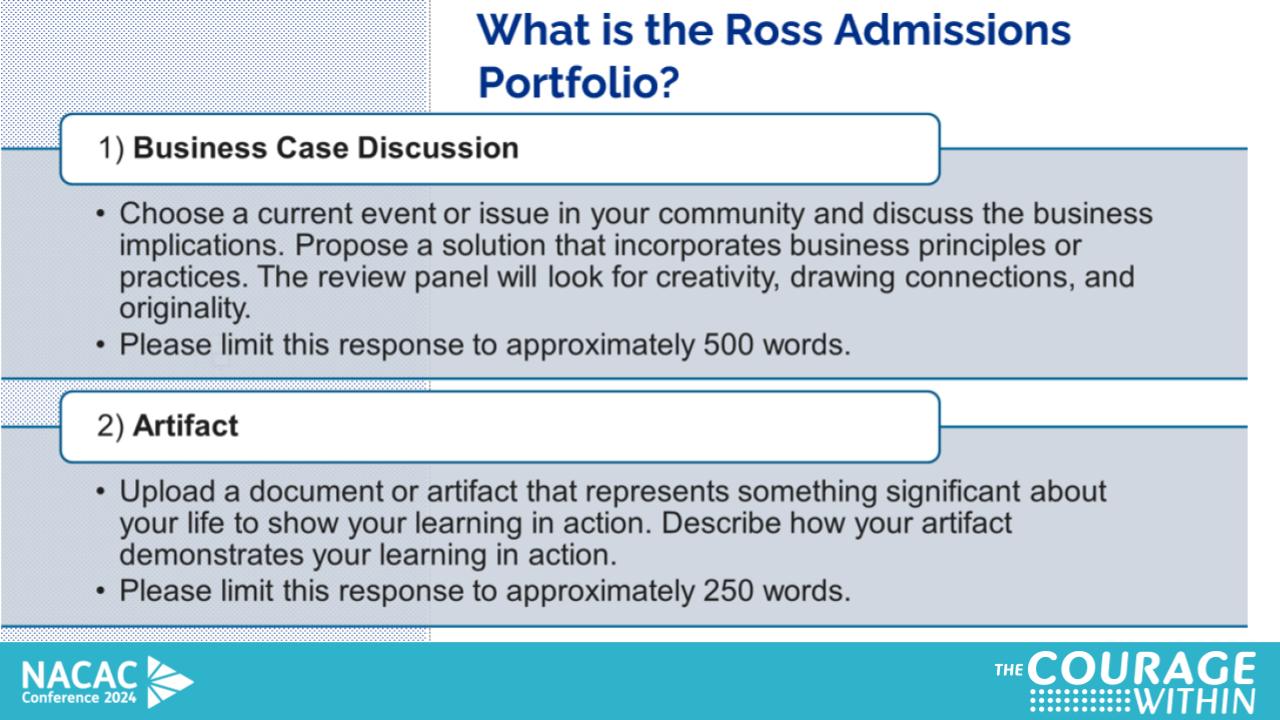 What is the Ross Admissions
Portfolio?
1) Business Case Discussion
• Choose a current event or issue in your community and discuss the business
implications. Propose a solution that incorporates business principles or
practices. The review panel will look for creativity, drawing connections, and
originality.
• Please limit this response to approximately 500 words.
2) Artifact
• Upload a document or artifact that represents something significant about
your life to show your learning in action. Describe how your artifact
demonstrates your learning in action.
• Please limit this response to approximately 250 words.
NACAC
Conference 2024
THE COURAGE
WITHIN